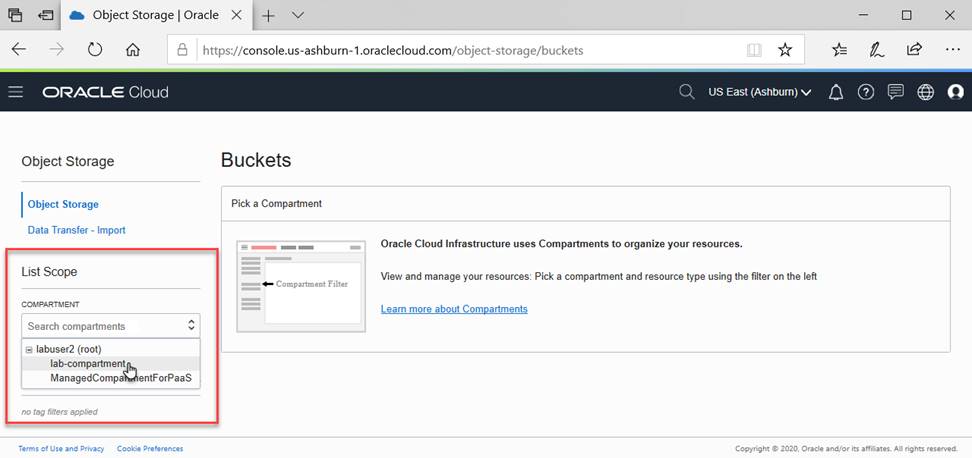 Object Storage | Oracle
https://console.us-ashburn-1.oraclecloud.com/object-storage/buckets
ORACLE Cloud
US East (Ashburn)
Object Storage
Object Storage
Data Transfer - Import
List Scope
COMPARTMENT
Search compartments
labuser2 (root)
lab-compartment
ManagedCompartmentForPaaS
no tag filters applied
Buckets
Pick a Compartment
Compartment Filter
Oracle Cloud Infrastructure uses Compartments to organize your resources.
View and manage your resources: Pick a compartment and resource type using the filter on the left
Learn more about Compartments
Terms of Use and Privacy Cookie Preferences
Copyright © 2020, Oracle and/or its affiliates. All rights reserved.